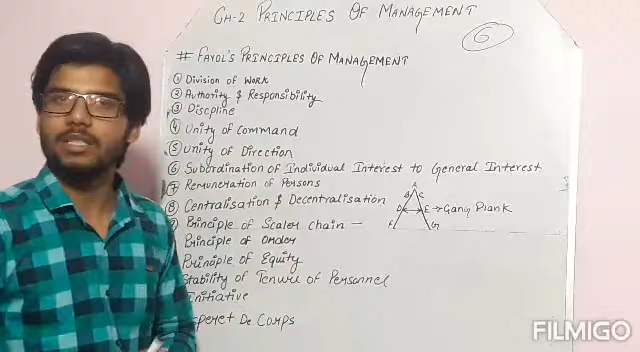 CH-2 PRINCIPLES OF MANAGEMENT
6
# FAYOL'S PRINCIPLES OF MANAGEMENT
① Division of Work
② Authority & Responsibility
③ Discpline
④ Unity of Command
⑤ Unity of Direction
⑥ Subordination of Individual Interest to General Interest
⑦ Remuneration of Persons
⑧ Centralisation & Decentralisation
Principle of Scaler chain —
A
B C
D E → Gang Plank
F G
Principle of Order
Principle of Equity
Stability of Tenure of Personnel
Initiative
De Corps
FILMIGO